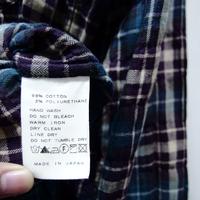 98% COTTON
2% POLYURETHANE
HAND WASH
DO NOT BLEACH
WARM IRON
DRY CLEAN
LINE DRY
DO NOT TUMBLE DRY
MADE IN JAPAN